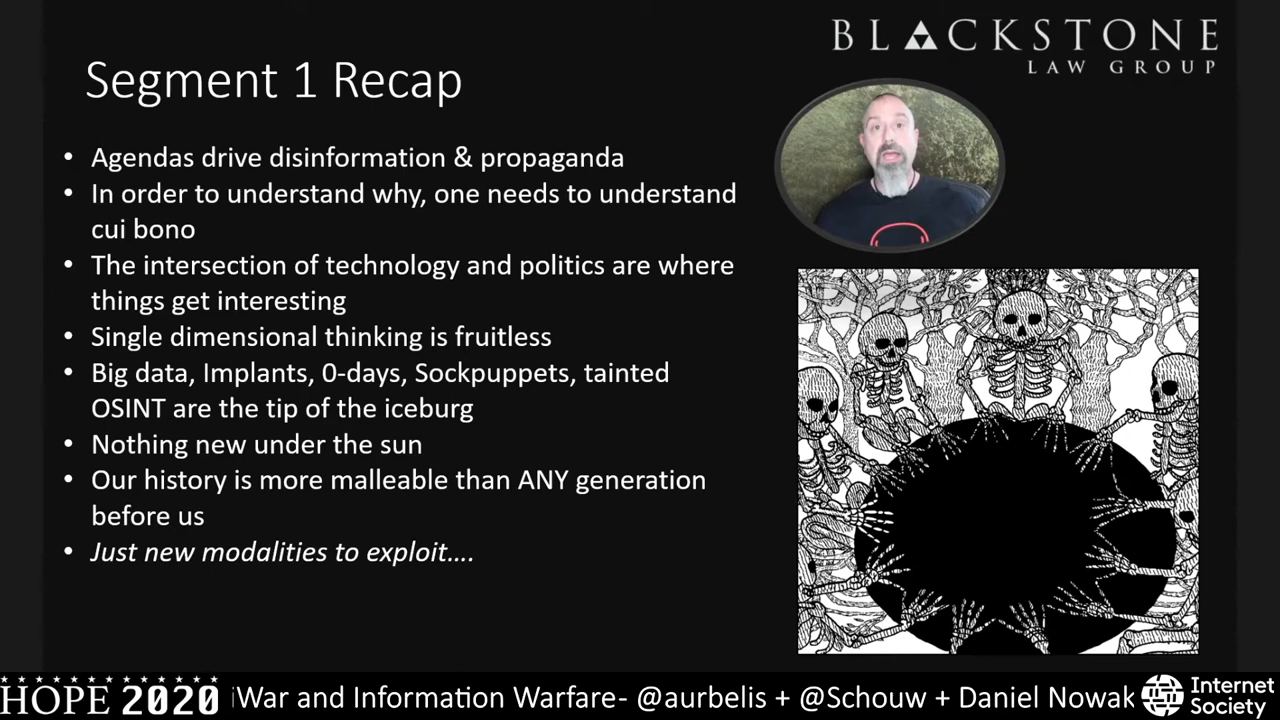 BLACKSTONE
LAW GROUP
Segment 1 Recap
• Agendas drive disinformation & propaganda
• In order to understand why, one needs to understand
cui bono
• The intersection of technology and politics are where
things get interesting
• Single dimensional thinking is fruitless
• Big data, Implants, 0-days, Sockpuppets, tainted
OSINT are the tip of the iceburg
• Nothing new under the sun
• Our history is more malleable than ANY generation
before us
• Just new modalities to exploit....
HOPE 2020 iWar and Information Warfare- @aurbelis + @Schouw + Daniel Nowak
Internet
Society